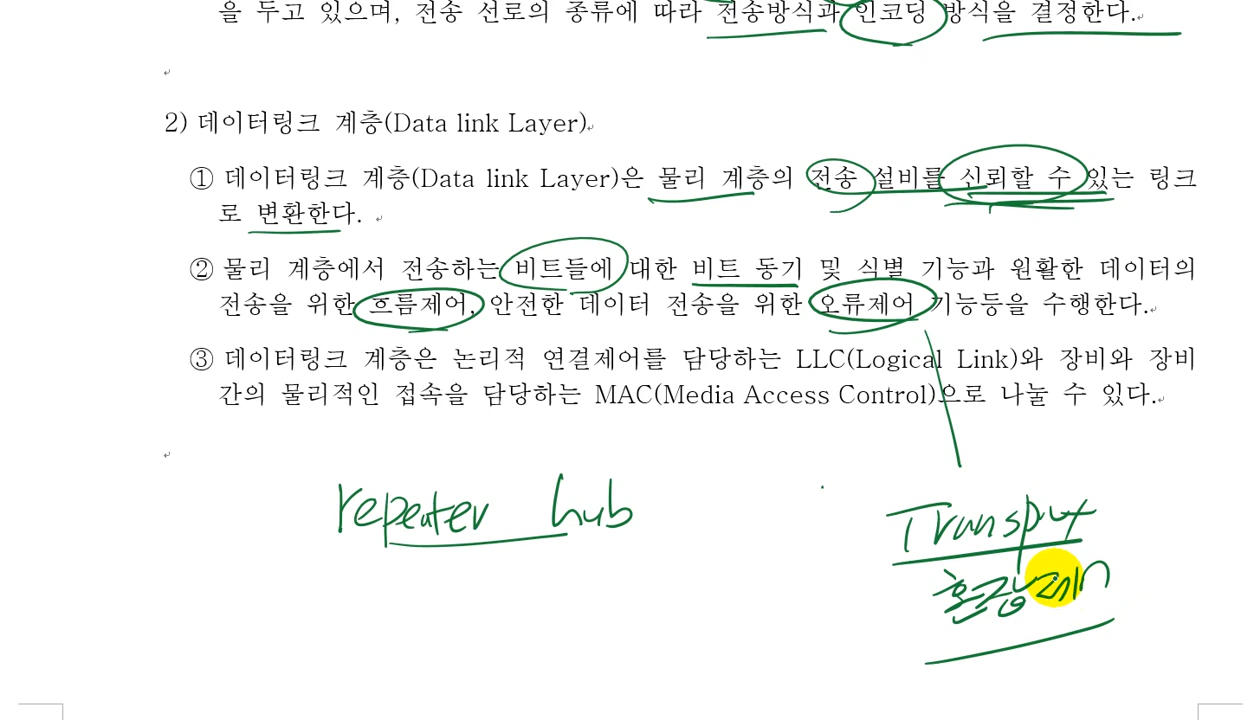 을 두고 있으며, 전송 선로의 종류에 따라 전송방식과 인코딩 방식을 결정한다.
2) 데이터링크 계층(Data link Layer)
① 데이터링크 계층(Data link Layer)은 물리 계층의 전송 설비를 신뢰할 수 있는 링크
로 변환한다.
② 물리 계층에서 전송하는 비트들에 대한 비트 동기 및 식별 기능과 원활한 데이터의
전송을 위한 흐름제어, 안전한 데이터 전송을 위한 오류제어 기능등을 수행한다.
③ 데이터링크 계층은 논리적 연결제어를 담당하는 LLC(Logical Link)와 장비와 장비
간의 물리적인 접속을 담당하는 MAC(Media Access Control)으로 나눌 수 있다.
repeater hub
Transport